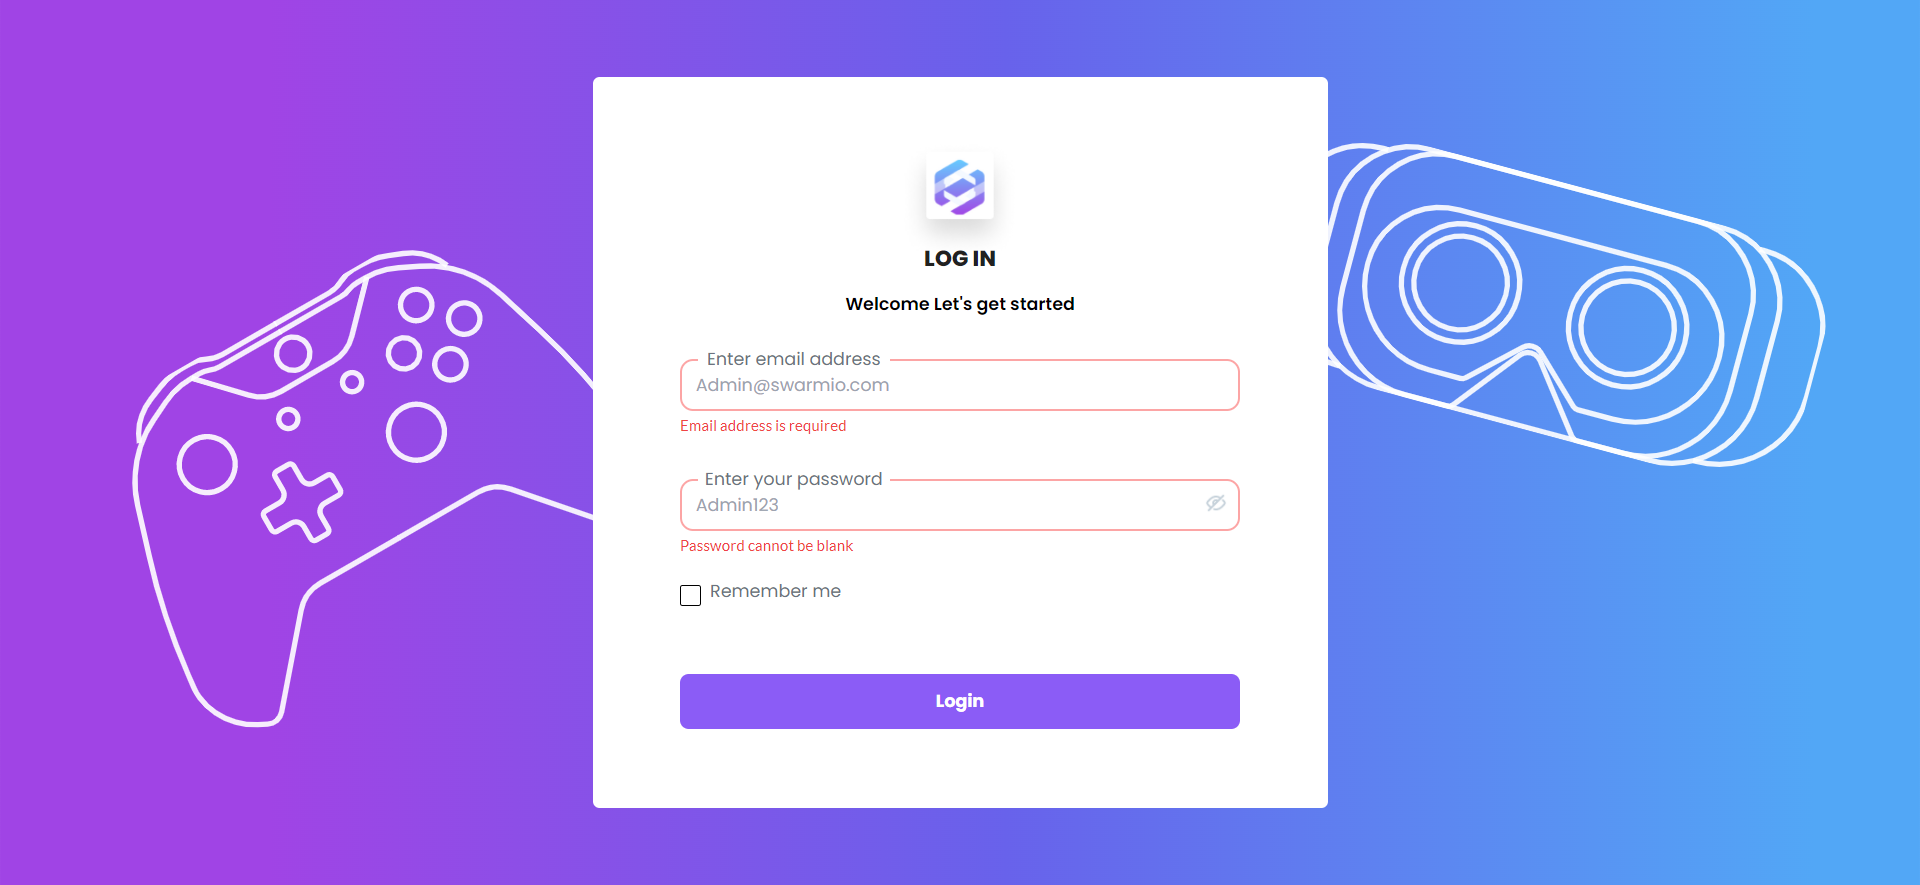 LOG IN
Welcome Let's get started
Enter email address
Admin@swarmio.com
Email address is required
Enter your password
Admin123
Password cannot be blank
Remember me
Login